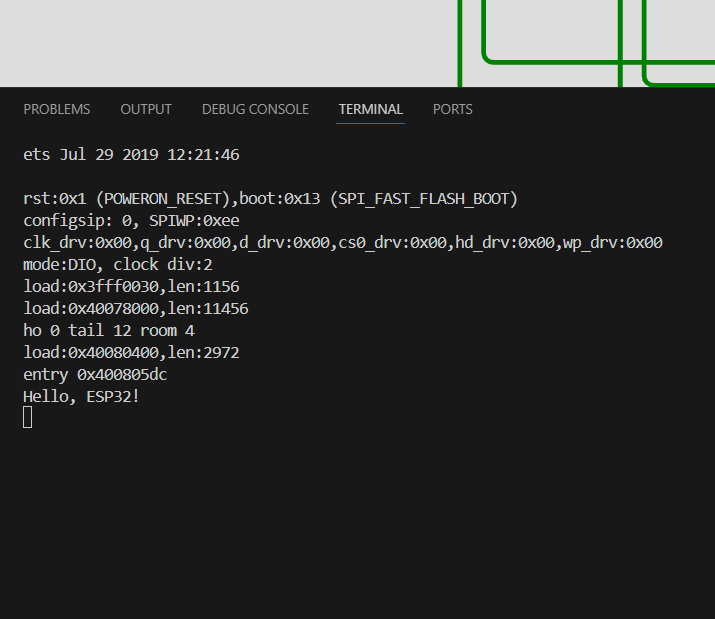 PROBLEMS OUTPUT DEBUG CONSOLE TERMINAL PORTS
ets Jul 29 2019 12:21:46
rst:0x1 (POWERON_RESET),boot:0x13 (SPI_FAST_FLASH_BOOT)
configsip: 0, SPIWP:0xee
clk_drv:0x00,q_drv:0x00,d_drv:0x00,cs0_drv:0x00,hd_drv:0x00,wp_drv:0x00
mode:DIO, clock div:2
load:0x3fff0030,len:1156
load:0x40078000,len:11456
ho 0 tail 12 room 4
load:0x40080400,len:2972
entry 0x400805dc
Hello, ESP32!